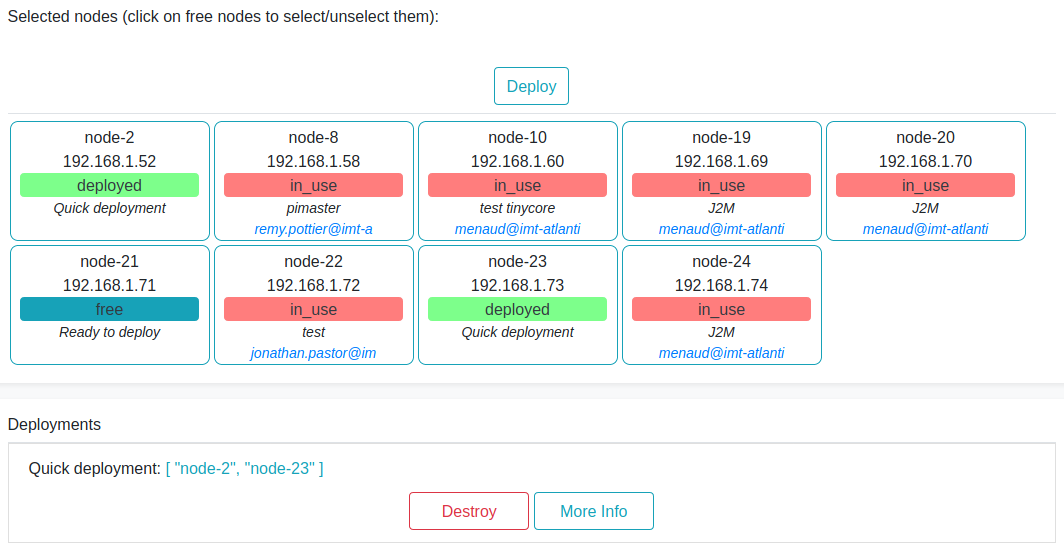 Selected nodes (click on free nodes to select/unselect them):
Deploy
node-2
192.168.1.52
deployed
Quick deployment
node-8
192.168.1.58
in_use
pimaster
remy.pottier@imt-a
node-10
192.168.1.60
in_use
test tinycore
menaud@imt-atlanti
node-19
192.168.1.69
in_use
J2M
menaud@imt-atlanti
node-20
192.168.1.70
in_use
J2M
menaud@imt-atlanti
node-21
192.168.1.71
free
Ready to deploy
node-22
192.168.1.72
in_use
test
jonathan.pastor@im
node-23
192.168.1.73
deployed
Quick deployment
node-24
192.168.1.74
in_use
J2M
menaud@imt-atlanti
Deployments
Quick deployment: [ "node-2", "node-23" ]
Destroy
More Info